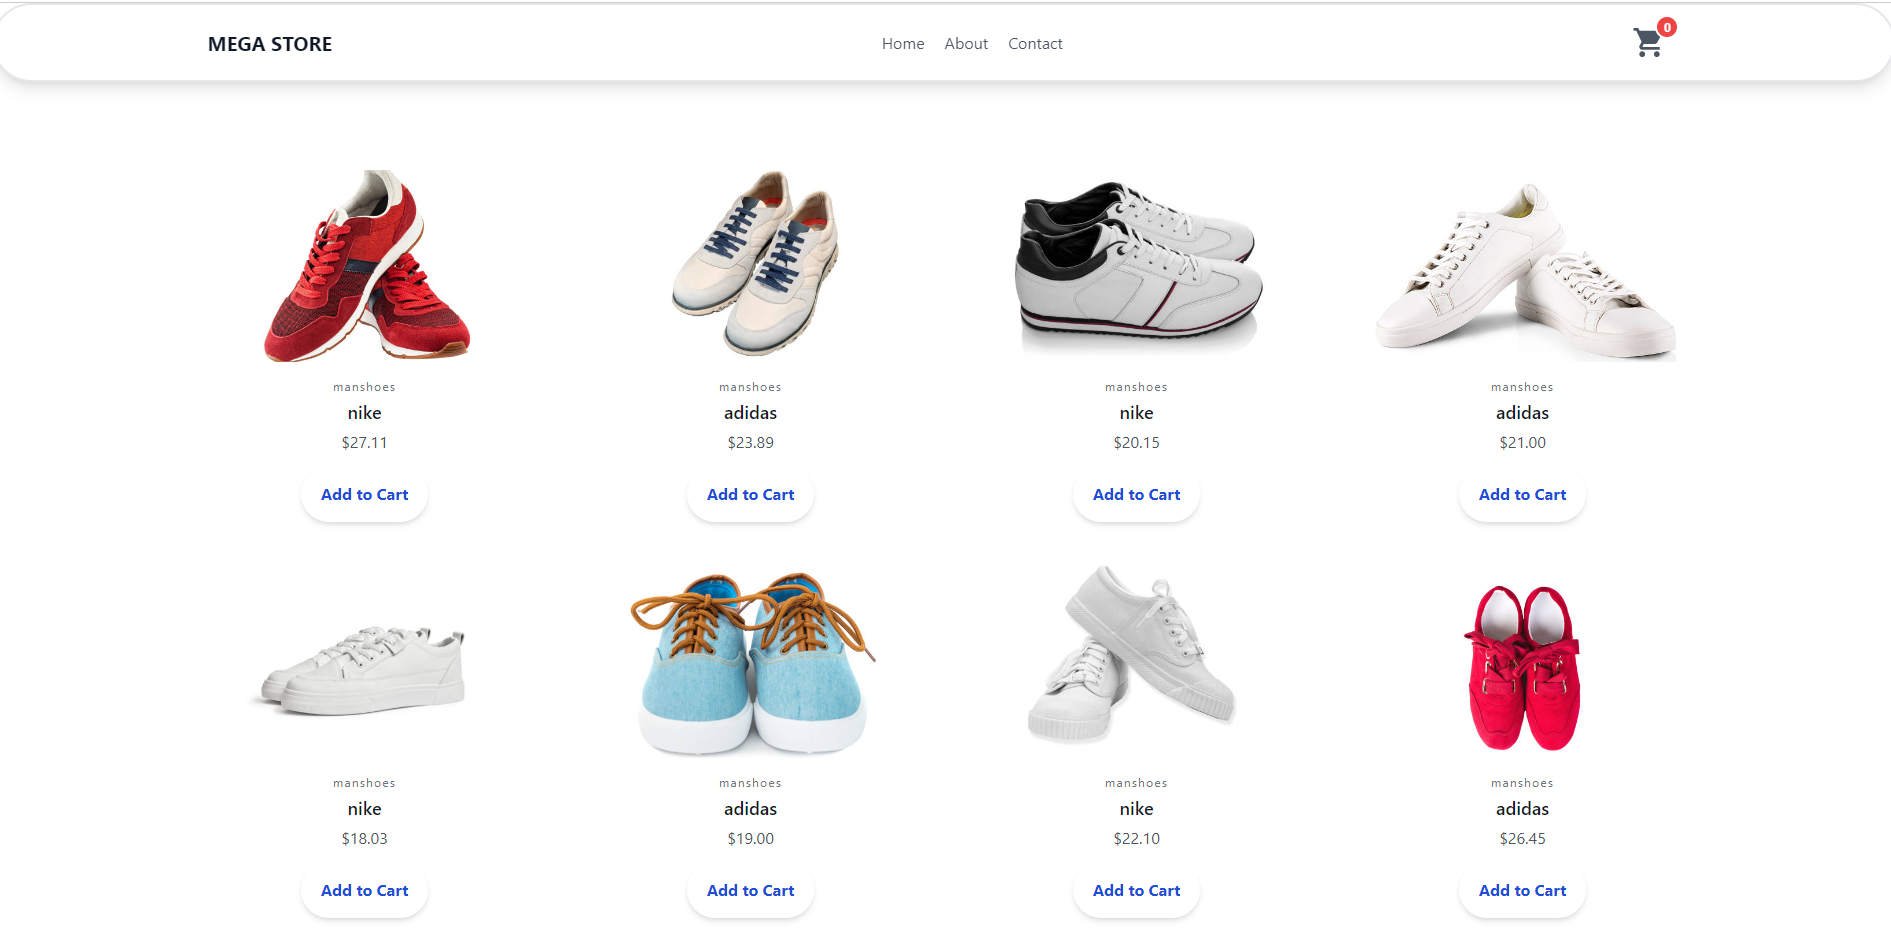 MEGA STORE
Home About Contact
0
manshoes
nike
$27.11
Add to Cart
manshoes
adidas
$23.89
Add to Cart
manshoes
nike
$20.15
Add to Cart
manshoes
adidas
$21.00
Add to Cart
manshoes
nike
$18.03
Add to Cart
manshoes
adidas
$19.00
Add to Cart
manshoes
nike
$22.10
Add to Cart
manshoes
adidas
$26.45
Add to Cart